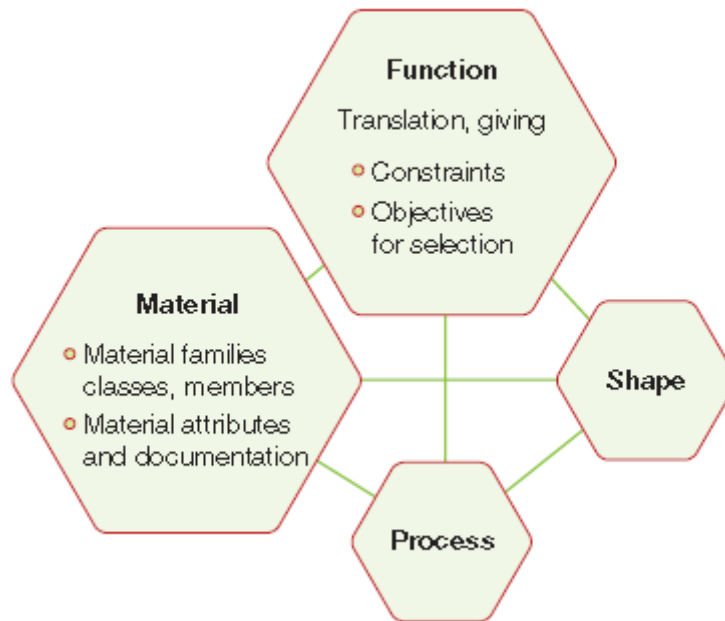 Function
Translation, giving
Constraints
Objectives
for selection
Material
Material families
classes, members
Material attributes
and documentation
Shape
Process